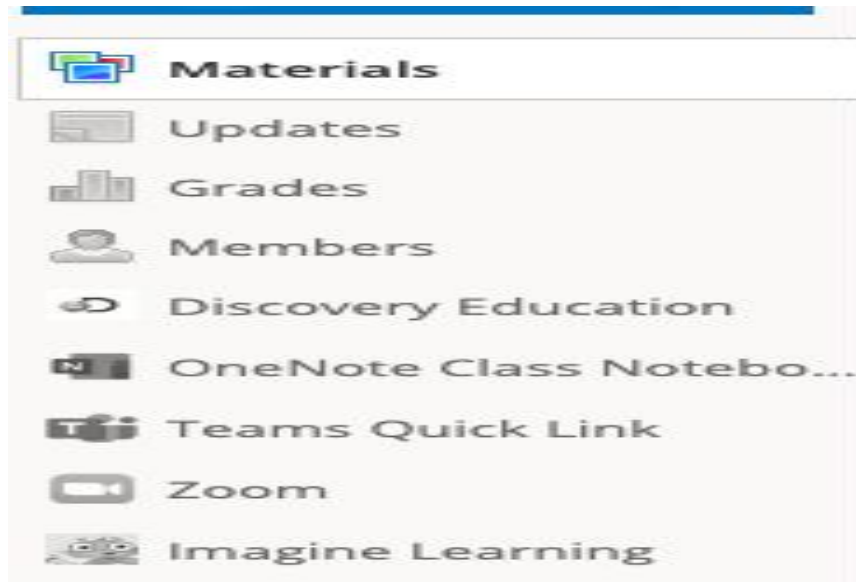 Materials
Updates
Grades
Members
Discovery Education
OneNote Class Notebo...
Teams Quick Link
Zoom
Imagine Learning